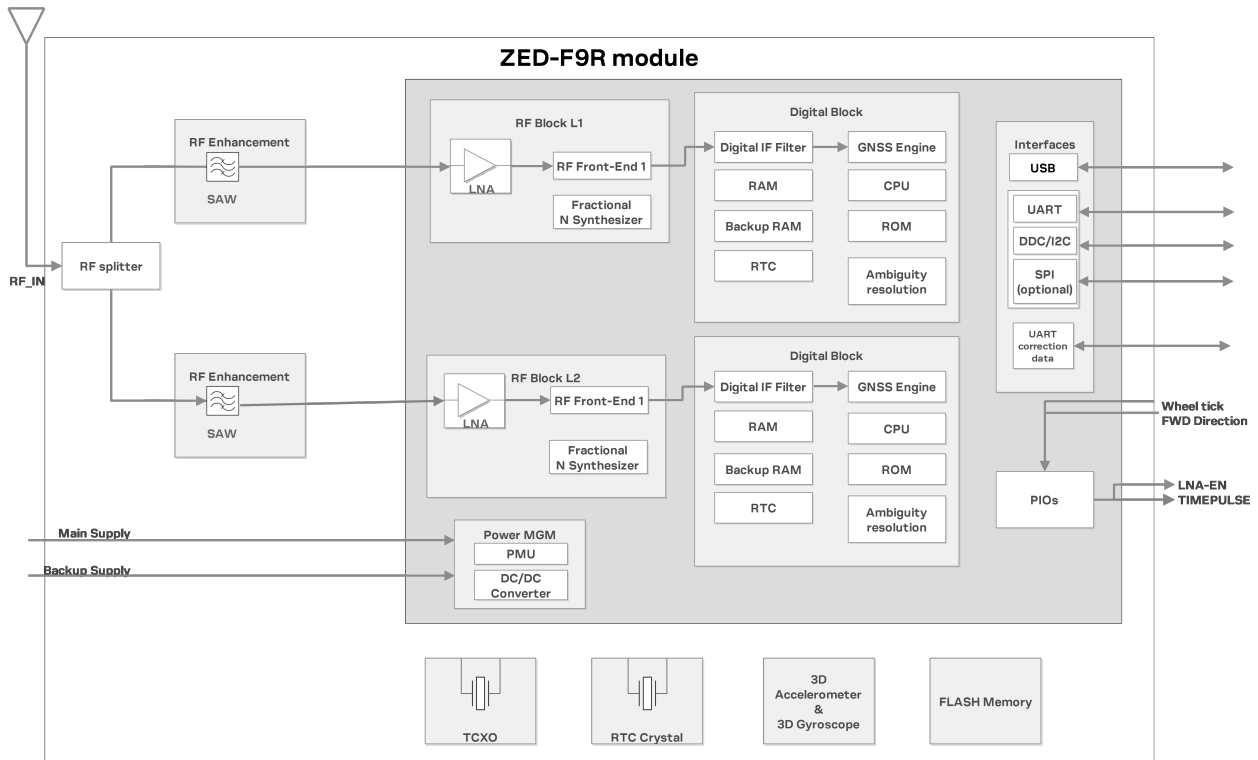 ZED-F9R module
RF_IN
RF splitter
RF Enhancement
SAW
RF Enhancement
SAW
RF Block L1
LNA
RF Front-End 1
Fractional
N Synthesizer
Digital Block
Digital IF Filter
GNSS Engine
RAM
CPU
Backup RAM
ROM
RTC
Ambiguity
resolution
RF Block L2
LNA
RF Front-End 1
Fractional
N Synthesizer
Digital Block
Digital IF Filter
GNSS Engine
RAM
CPU
Backup RAM
ROM
RTC
Ambiguity
resolution
Interfaces
USB
UART
DDC/I2C
SPI
(optional)
UART
correction
data
Wheel tick
FWD Direction
PIOs
LNA-EN
TIMEPULSE
Main Supply
Backup Supply
Power MGM
PMU
DC/DC
Converter
TCXO
RTC Crystal
3D
Accelerometer
&
3D Gyroscope
FLASH Memory